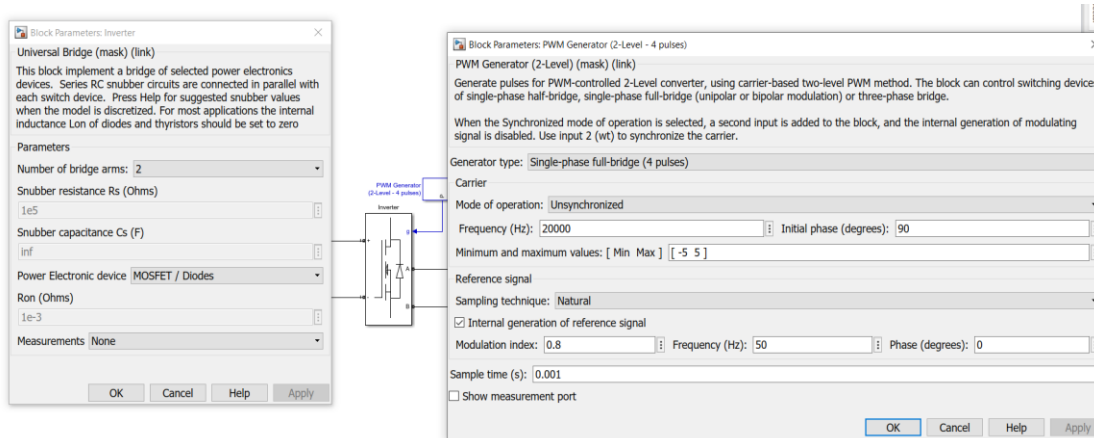 Block Parameters: Inverter
Universal Bridge (mask) (link)
This block implement a bridge of selected power electronics
devices. Series RC snubber circuits are connected in parallel with
each switch device. Press Help for suggested snubber values
when the model is discretized. For most applications the internal
inductance Lon of diodes and thyristors should be set to zero
Parameters
Number of bridge arms: 2
Snubber resistance Rs (Ohms)
1e5
Snubber capacitance Cs (F)
inf
Power Electronic device MOSFET / Diodes
Ron (Ohms)
1e-3
Measurements None
OK Cancel Help Apply
PWM Generator
(2-Level - 4 pulses)
Inverter
g
+
A
-
B
Block Parameters: PWM Generator (2-Level - 4 pulses)
PWM Generator (2-Level) (mask) (link)
Generate pulses for PWM-controlled 2-Level converter, using carrier-based two-level PWM method. The block can control switching device
of single-phase half-bridge, single-phase full-bridge (unipolar or bipolar modulation) or three-phase bridge.
When the Synchronized mode of operation is selected, a second input is added to the block, and the internal generation of modulating
signal is disabled. Use input 2 (wt) to synchronize the carrier.
Generator type: Single-phase full-bridge (4 pulses)
Carrier
Mode of operation: Unsynchronized
Frequency (Hz): 20000 Initial phase (degrees): 90
Minimum and maximum values: [ Min Max ] [ -5 5 ]
Reference signal
Sampling technique: Natural
Internal generation of reference signal
Modulation index: 0.8 Frequency (Hz): 50 Phase (degrees): 0
Sample time (s): 0.001
Show measurement port
OK Cancel Help Apply